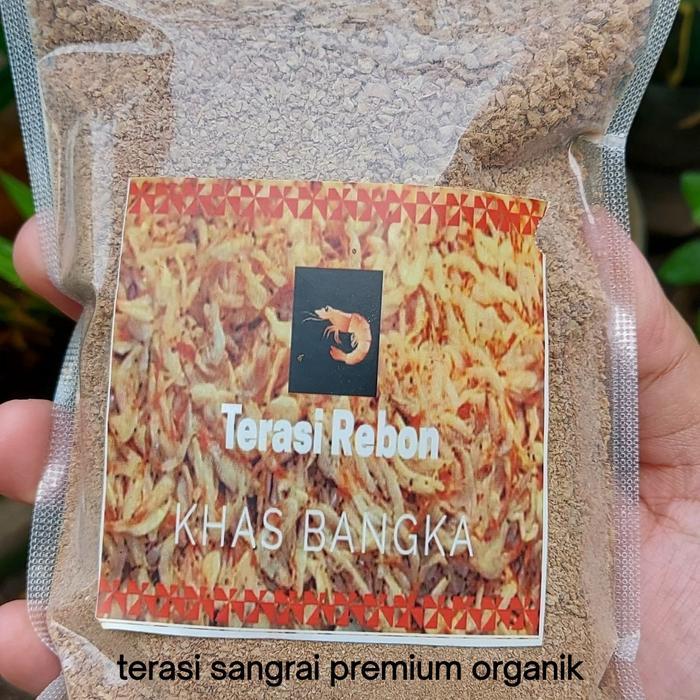 Terasi Rebon
KHAS BANGKA
terasi sangrai premium organik